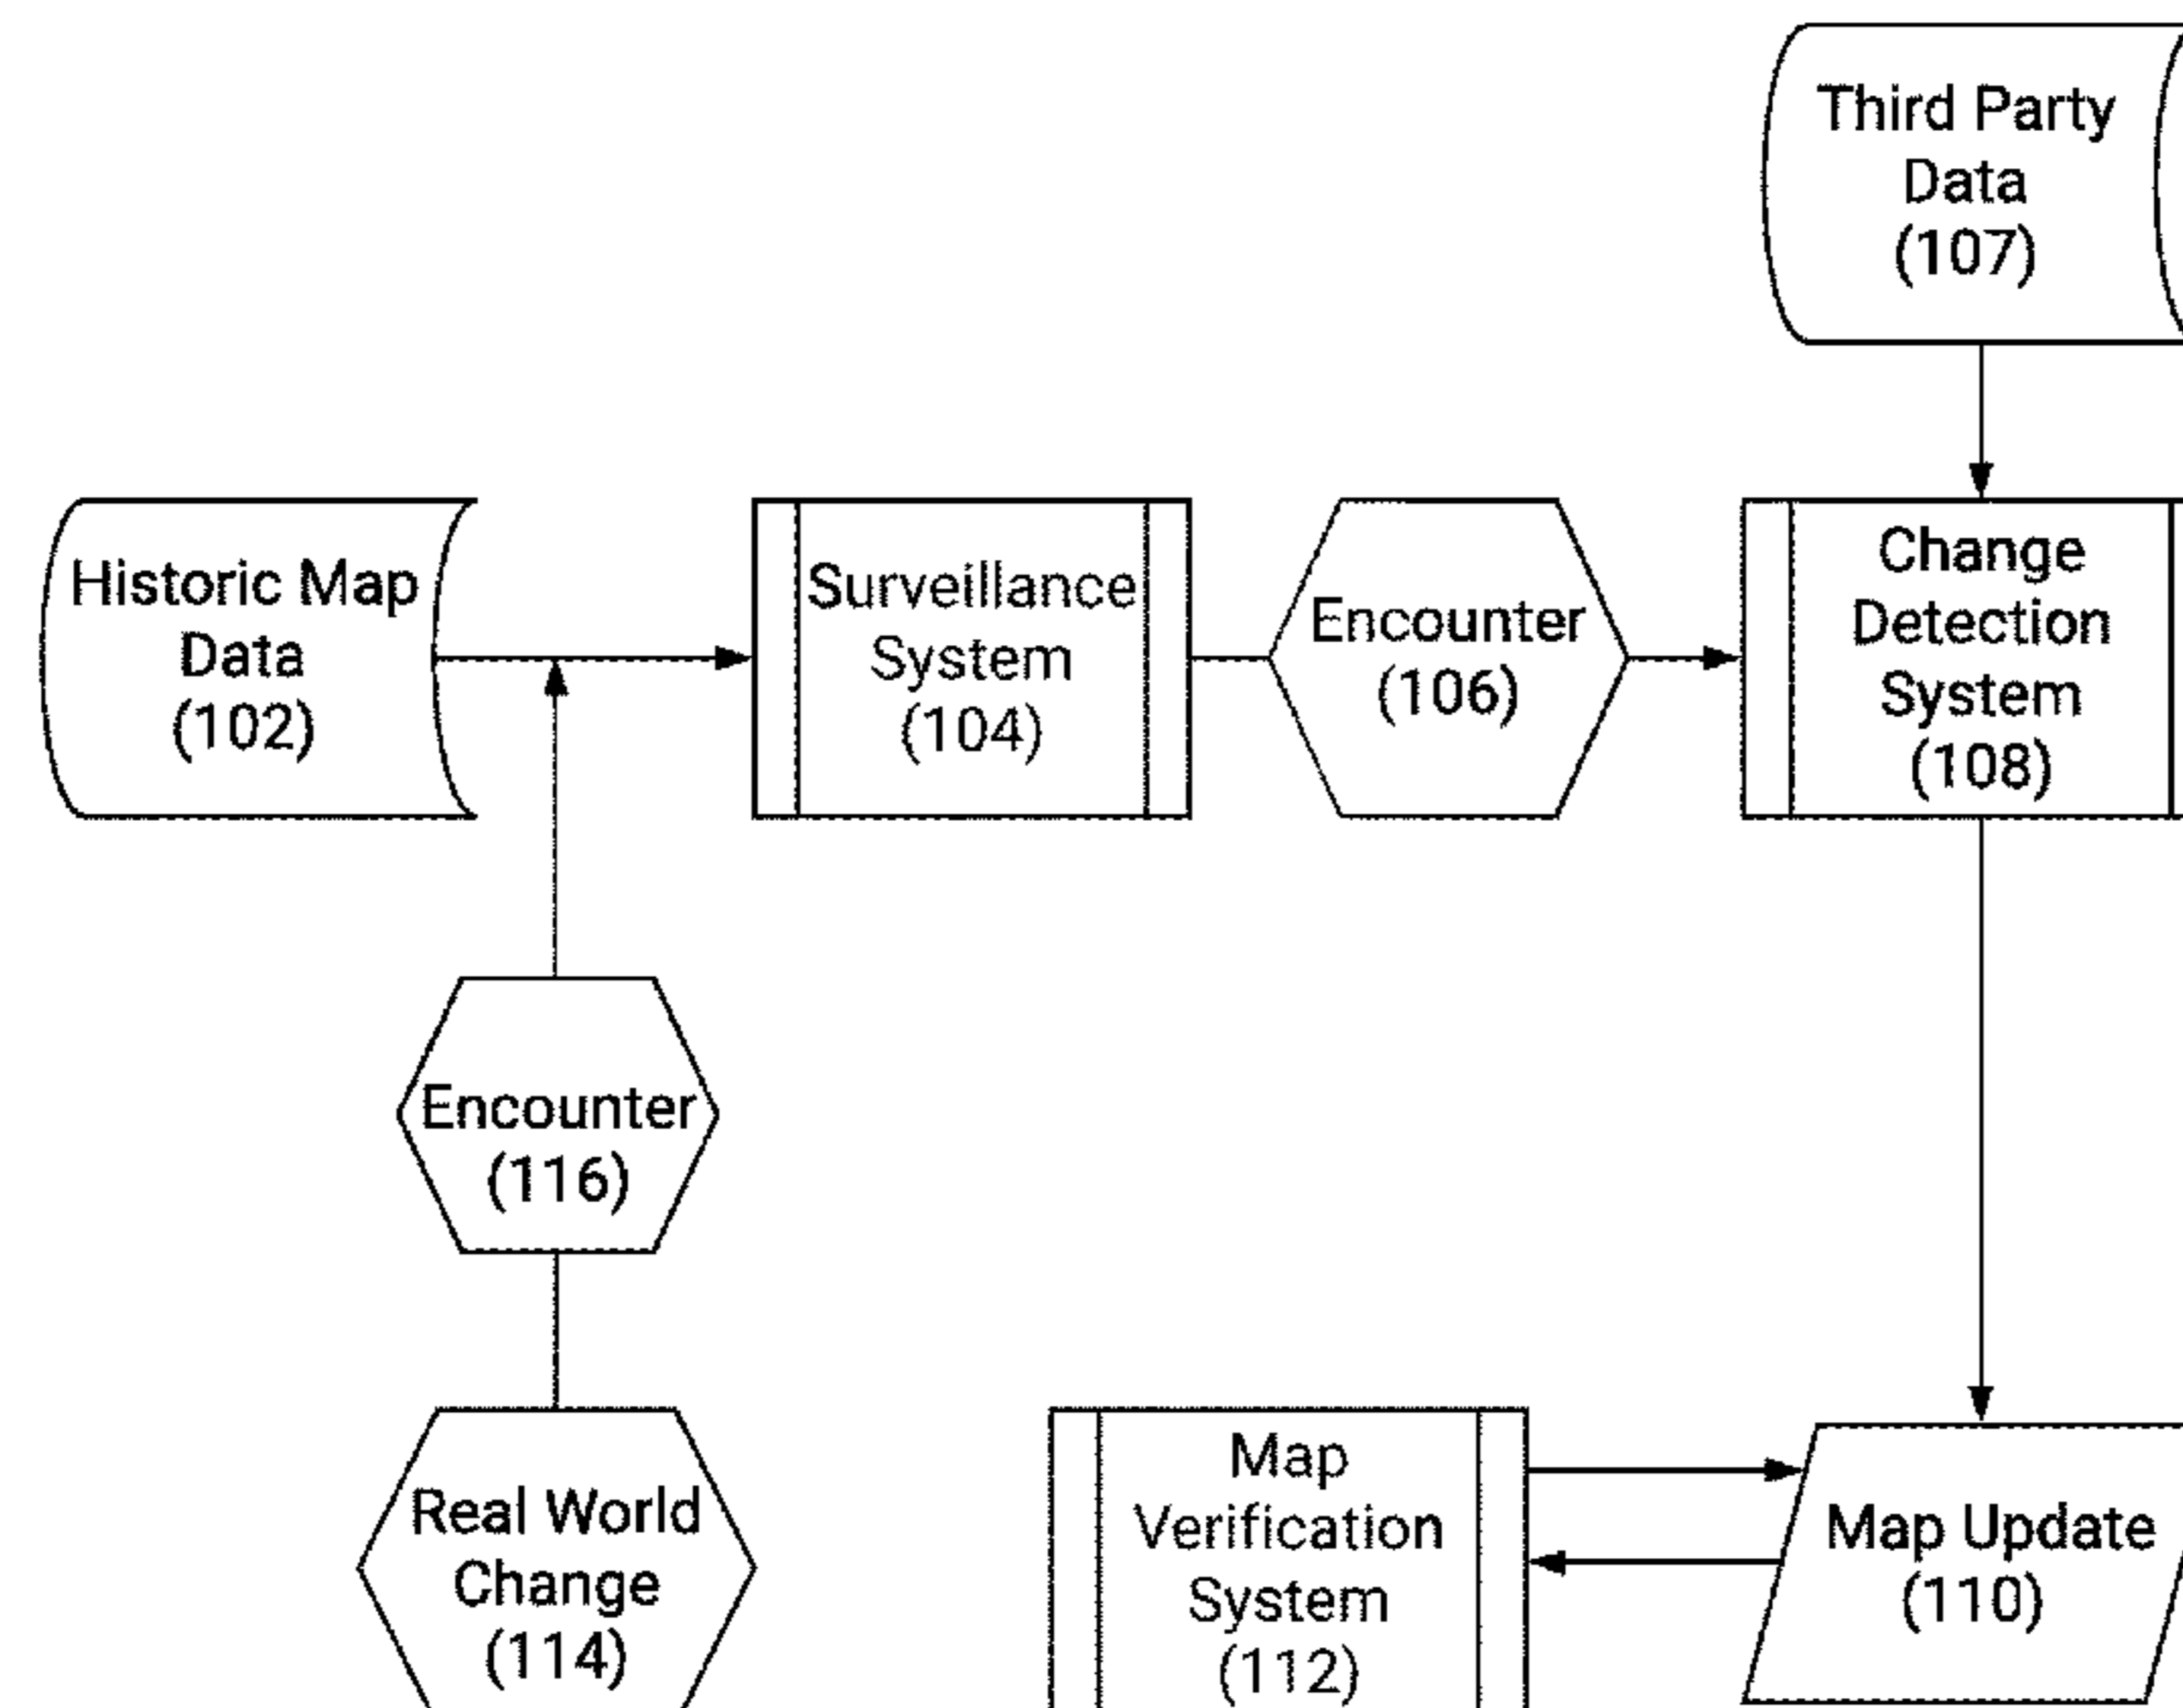 Third Party
Data
(107)
Historic Map
Data
(102)
Surveillance
System
(104)
Encounter
(106)
Change
Detection
System
(108)
Encounter
(116)
Real World
Change
(114)
Map
Verification
System
(112)
Map Update
(110)